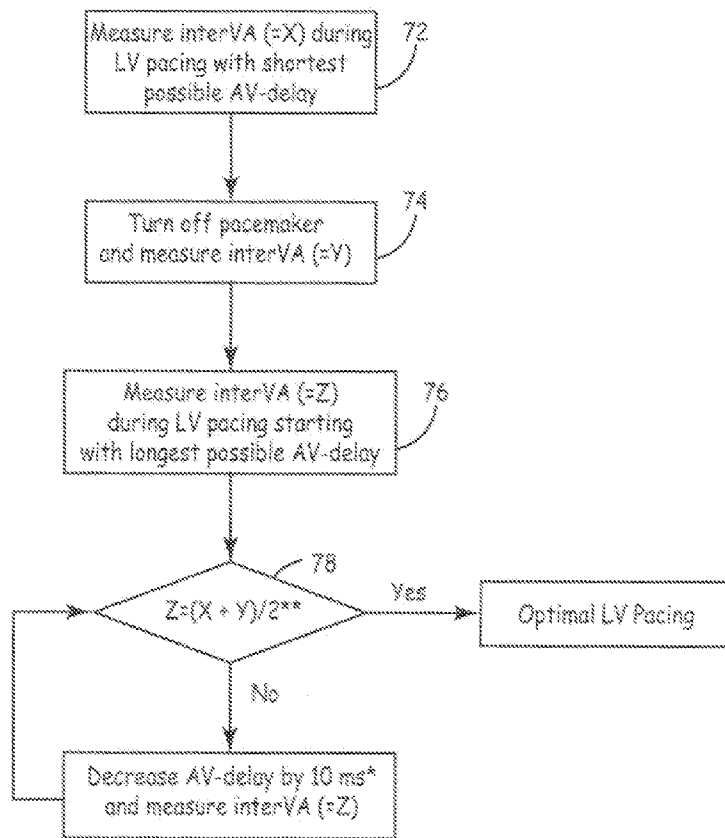 Measure interVA (=X) during
LV pacing with shortest
possible AV-delay
72
Turn off pacemaker
and measure interVA (=Y)
74
Measure interVA (=Z)
during LV pacing starting
with longest possible AV-delay
76
78
Z=(X + Y)/2**
Yes
Optimal LV Pacing
No
Decrease AV-delay by 10 ms*
and measure interVA (=Z)